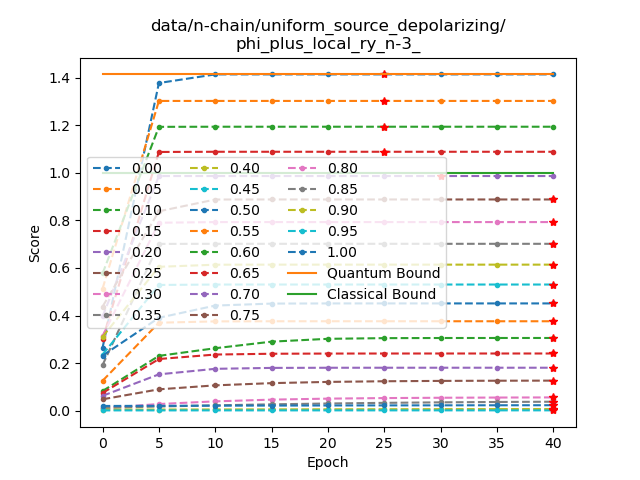 data/n-chain/uniform_source_depolarizing/
phi_plus_local_ry_n-3_
Score
1.4
1.2
1.0
0.8
0.6
0.4
0.2
0.0
0.00 0.40 0.80
0.05 0.45 0.85
0.10 0.50 0.90
0.15 0.55 0.95
0.20 0.60 1.00
0.25 0.65 Quantum Bound
0.30 0.70 Classical Bound
0.35 0.75
0 5 10 15 20 25 30 35 40
Epoch